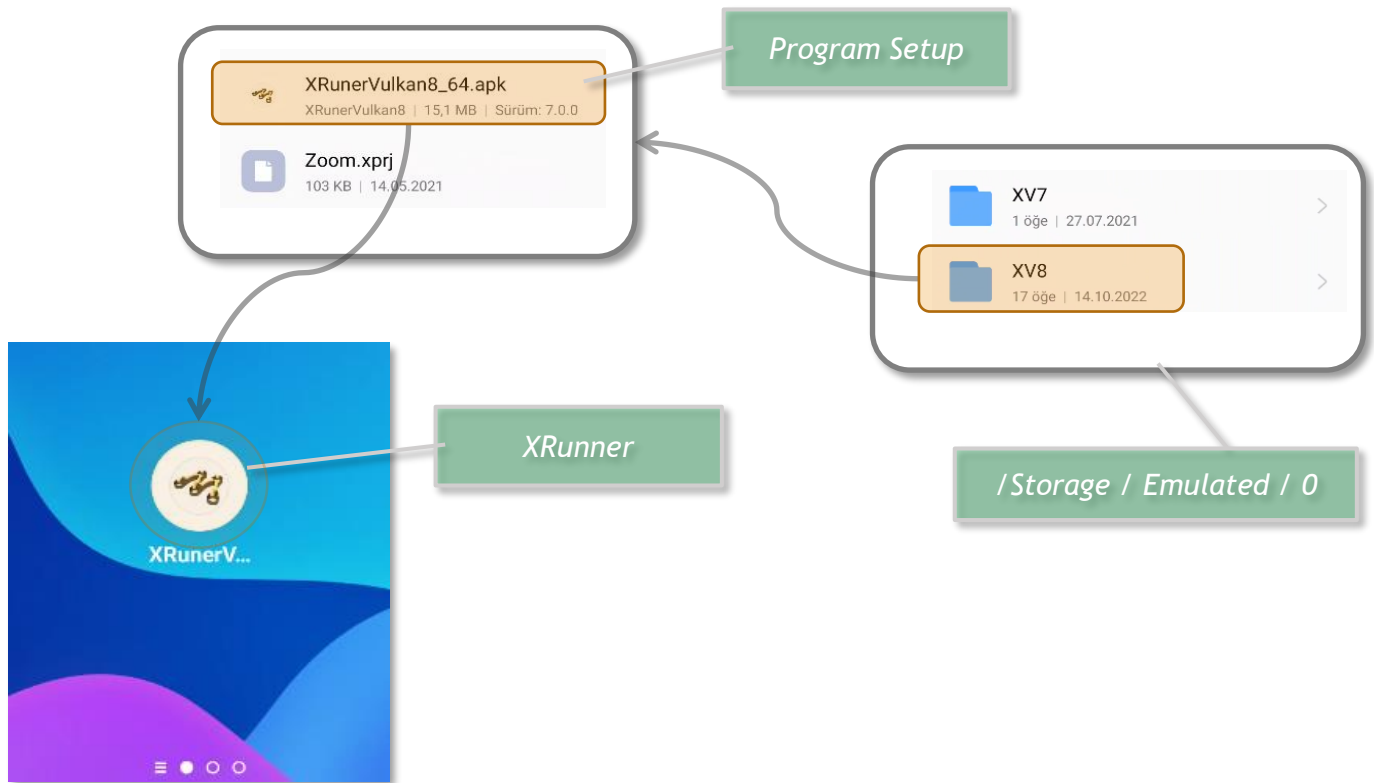 Program Setup
XRunerVulkan8_64.apk
XRunerVulkan8 | 15,1 MB | Sürüm: 7.0.0
Zoom.xprj
103 KB | 14.05.2021
XV7
1 öğe | 27.07.2021
XV8
17 öğe | 14.10.2022
XRunner
/Storage / Emulated / 0
XRunerV...